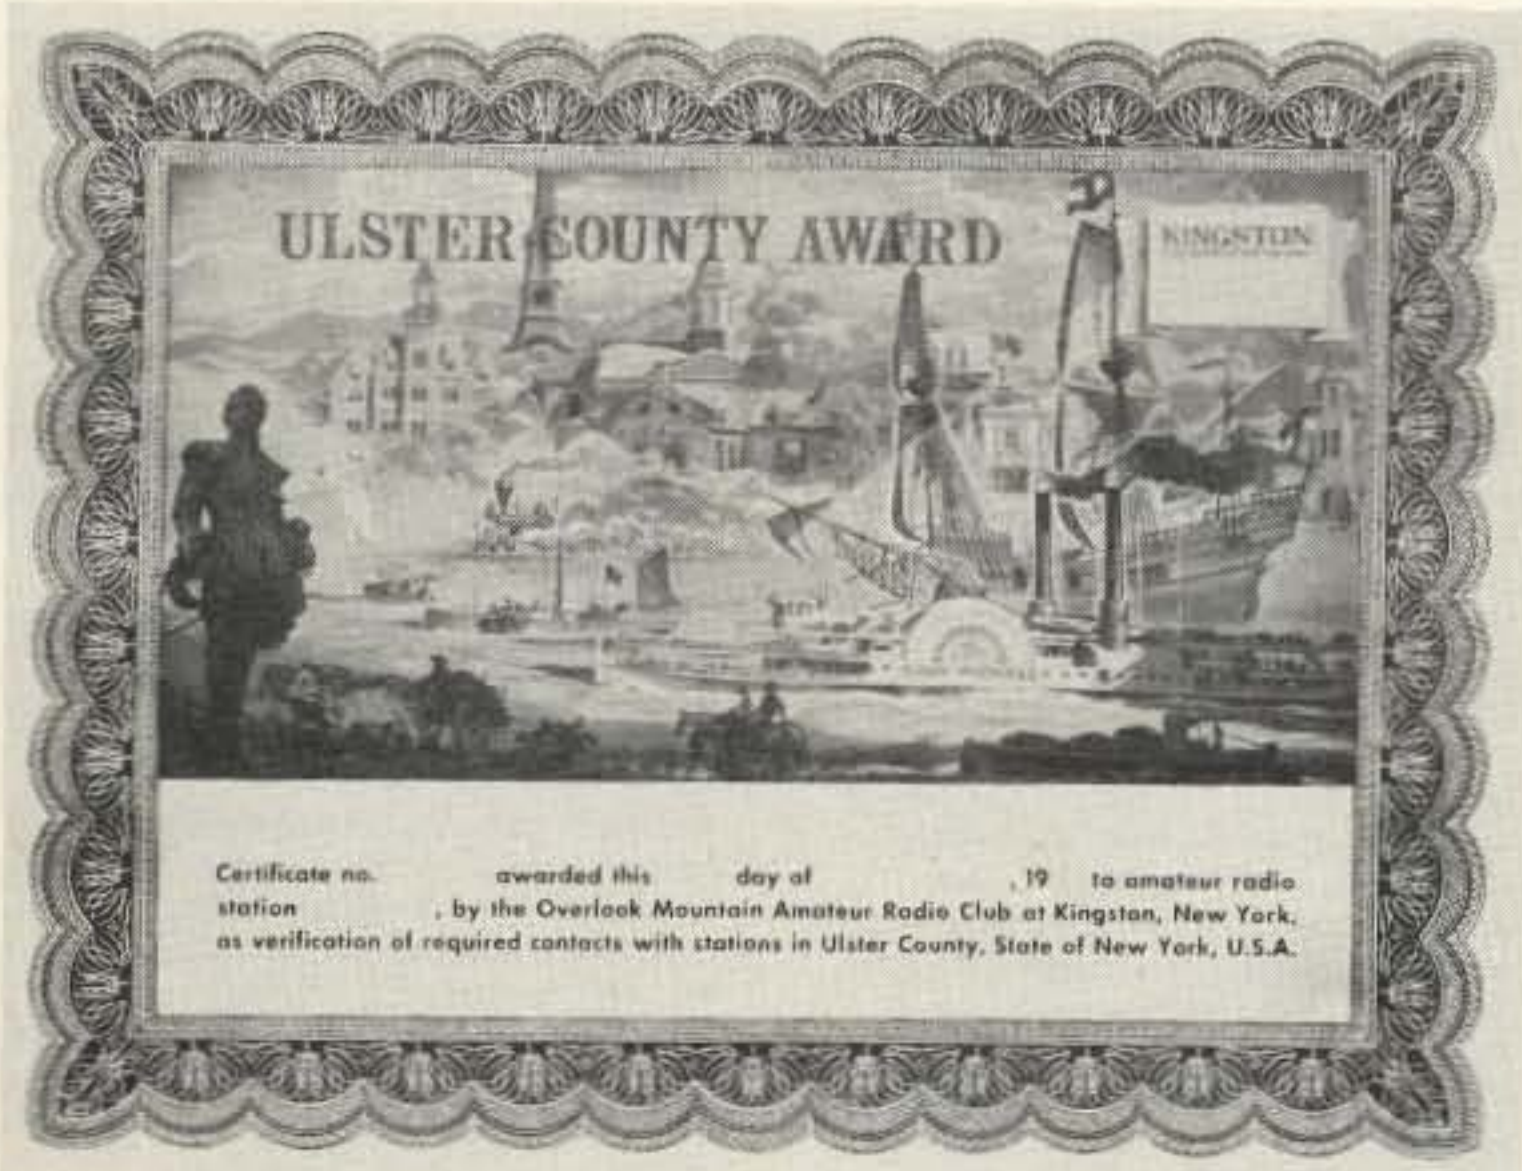 ULSTER COUNTY AWARD
KINGSTON
Certificate no. awarded this day of , 19 to amateur radio
station , by the Overlook Mountain Amateur Radio Club at Kingston, New York,
as verification of required contacts with stations in Ulster County, State of New York, U.S.A.